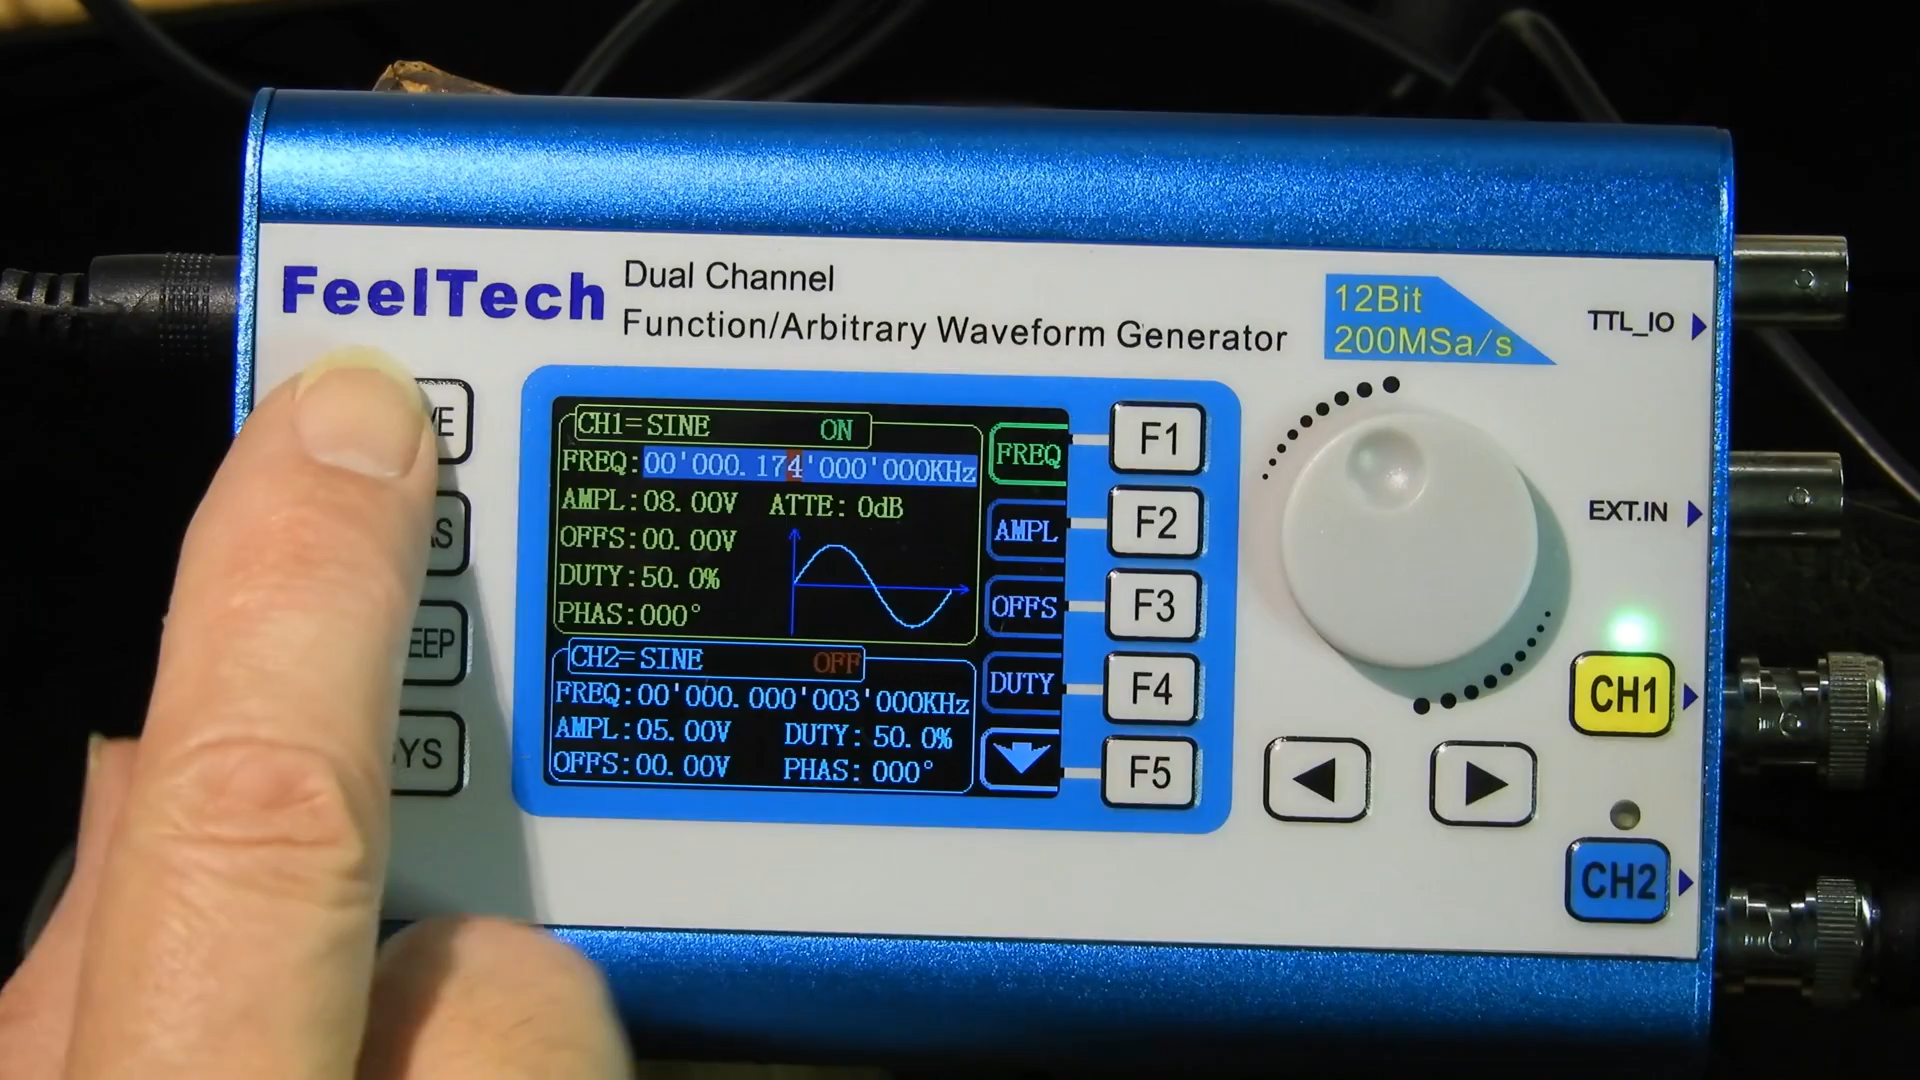 FeelTech
Dual Channel
Function/Arbitrary Waveform Generator
12Bit
200MSa/s
TTL_IO
EXT.IN
CH1=SINE ON
FREQ:00'000.174'000'000KHz
AMPL:08.00V ATTE: 0dB
OFFS:00.00V
DUTY:50.0%
PHAS:000°
CH2=SINE OFF
FREQ:00'000.000'003'000KHz
AMPL:05.00V DUTY:50.0%
OFFS:00.00V PHAS:000°
FREQ
AMPL
OFFS
DUTY
F1
F2
F3
F4
F5
CH1
CH2